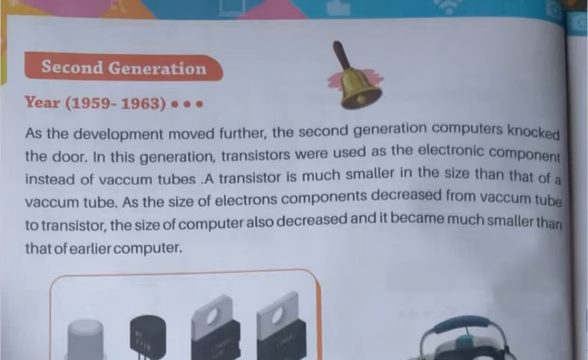 Second Generation
Year (1959- 1963) •••
As the development moved further, the second generation computers knocked
the door. In this generation, transistors were used as the electronic component
instead of vaccum tubes .A transistor is much smaller in the size than that of a
vaccum tube. As the size of electrons components decreased from vaccum tube
to transistor, the size of computer also decreased and it became much smaller than
that of earlier computer.